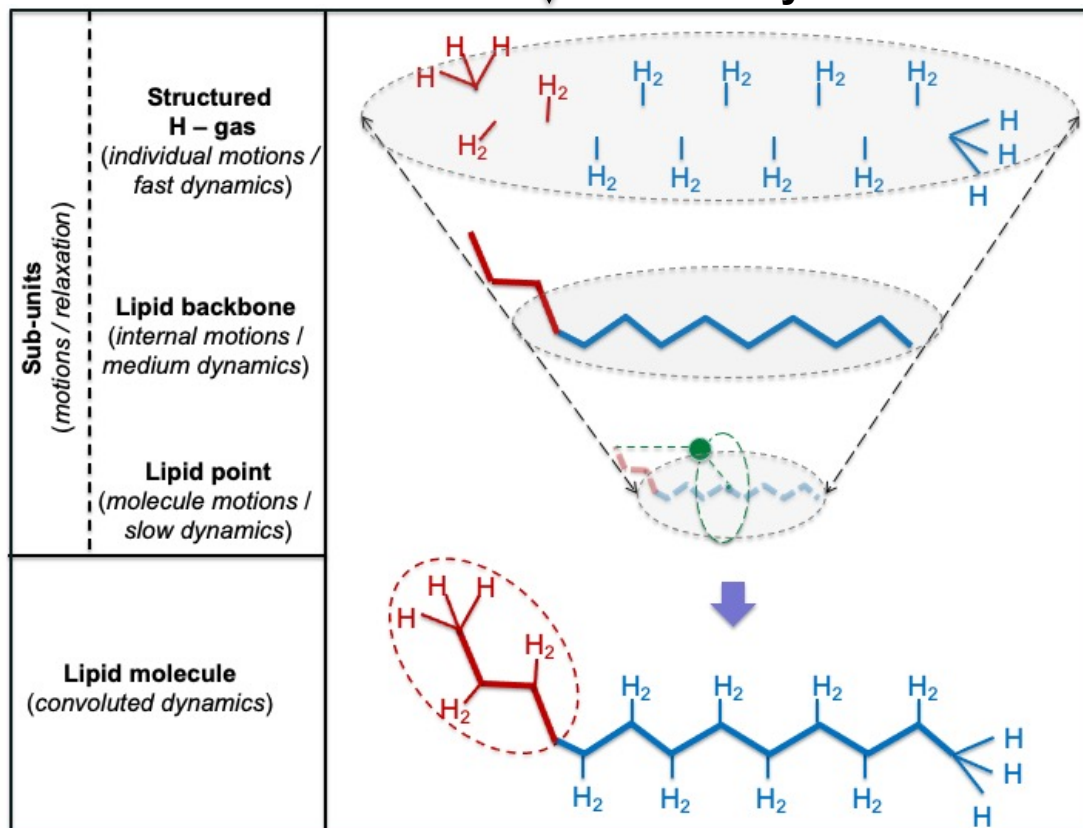 y
Sub-units
(motions / relaxation)
Structured
H – gas
(individual motions /
fast dynamics)
Lipid backbone
(internal motions /
medium dynamics)
Lipid point
(molecule motions /
slow dynamics)
H H
H
H2
H2 H2 H2 H2
H2
H2 H2 H2 H2
H
H
H
Lipid molecule
(convoluted dynamics)
H H
H
H2
H2
H2 H2 H2 H2
H2 H2 H2 H2
H
H
H